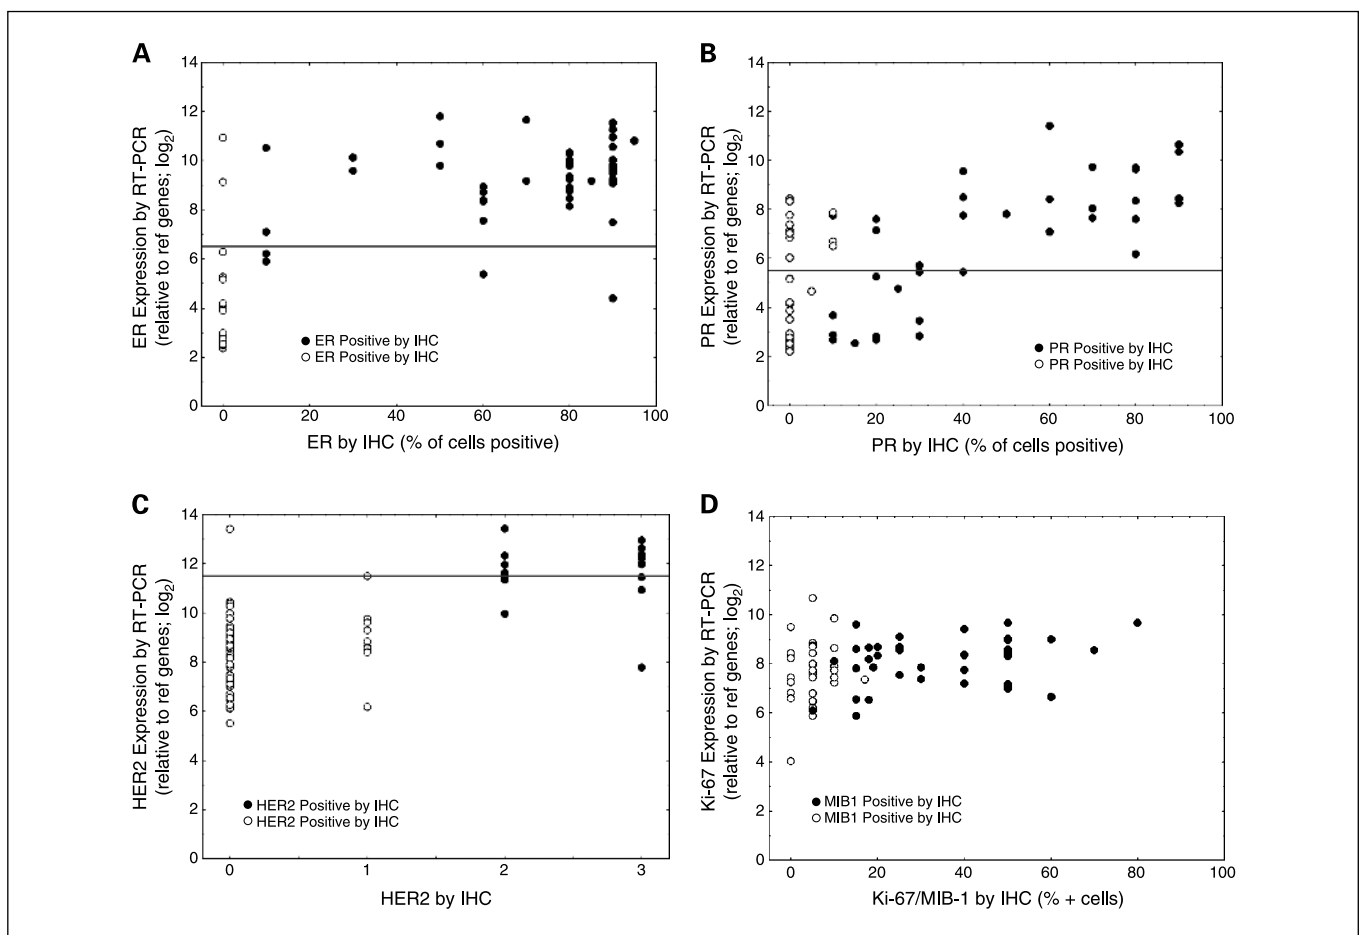 A
14
12
10
8
6
4
2
0
ER Expression by RT-PCR
(relative to ref genes; log2)
ER Positive by IHC
ER Positive by IHC
0 20 40 60 80 100
ER by IHC (% of cells positive)
B
14
12
10
8
6
4
2
0
PR Expression by RT-PCR
(relative to ref genes; log2)
PR Positive by IHC
PR Positive by IHC
0 20 40 60 80 100
PR by IHC (% of cells positive)
C
14
12
10
8
6
4
2
0
HER2 Expression by RT-PCR
(relative to ref genes; log2)
HER2 Positive by IHC
HER2 Positive by IHC
0 1 2 3
HER2 by IHC
D
14
12
10
8
6
4
2
0
Ki-67 Expression by RT-PCR
(relative to ref genes; log2)
MIB1 Positive by IHC
MIB1 Positive by IHC
0 20 40 60 80 100
Ki-67/MIB-1 by IHC (% + cells)